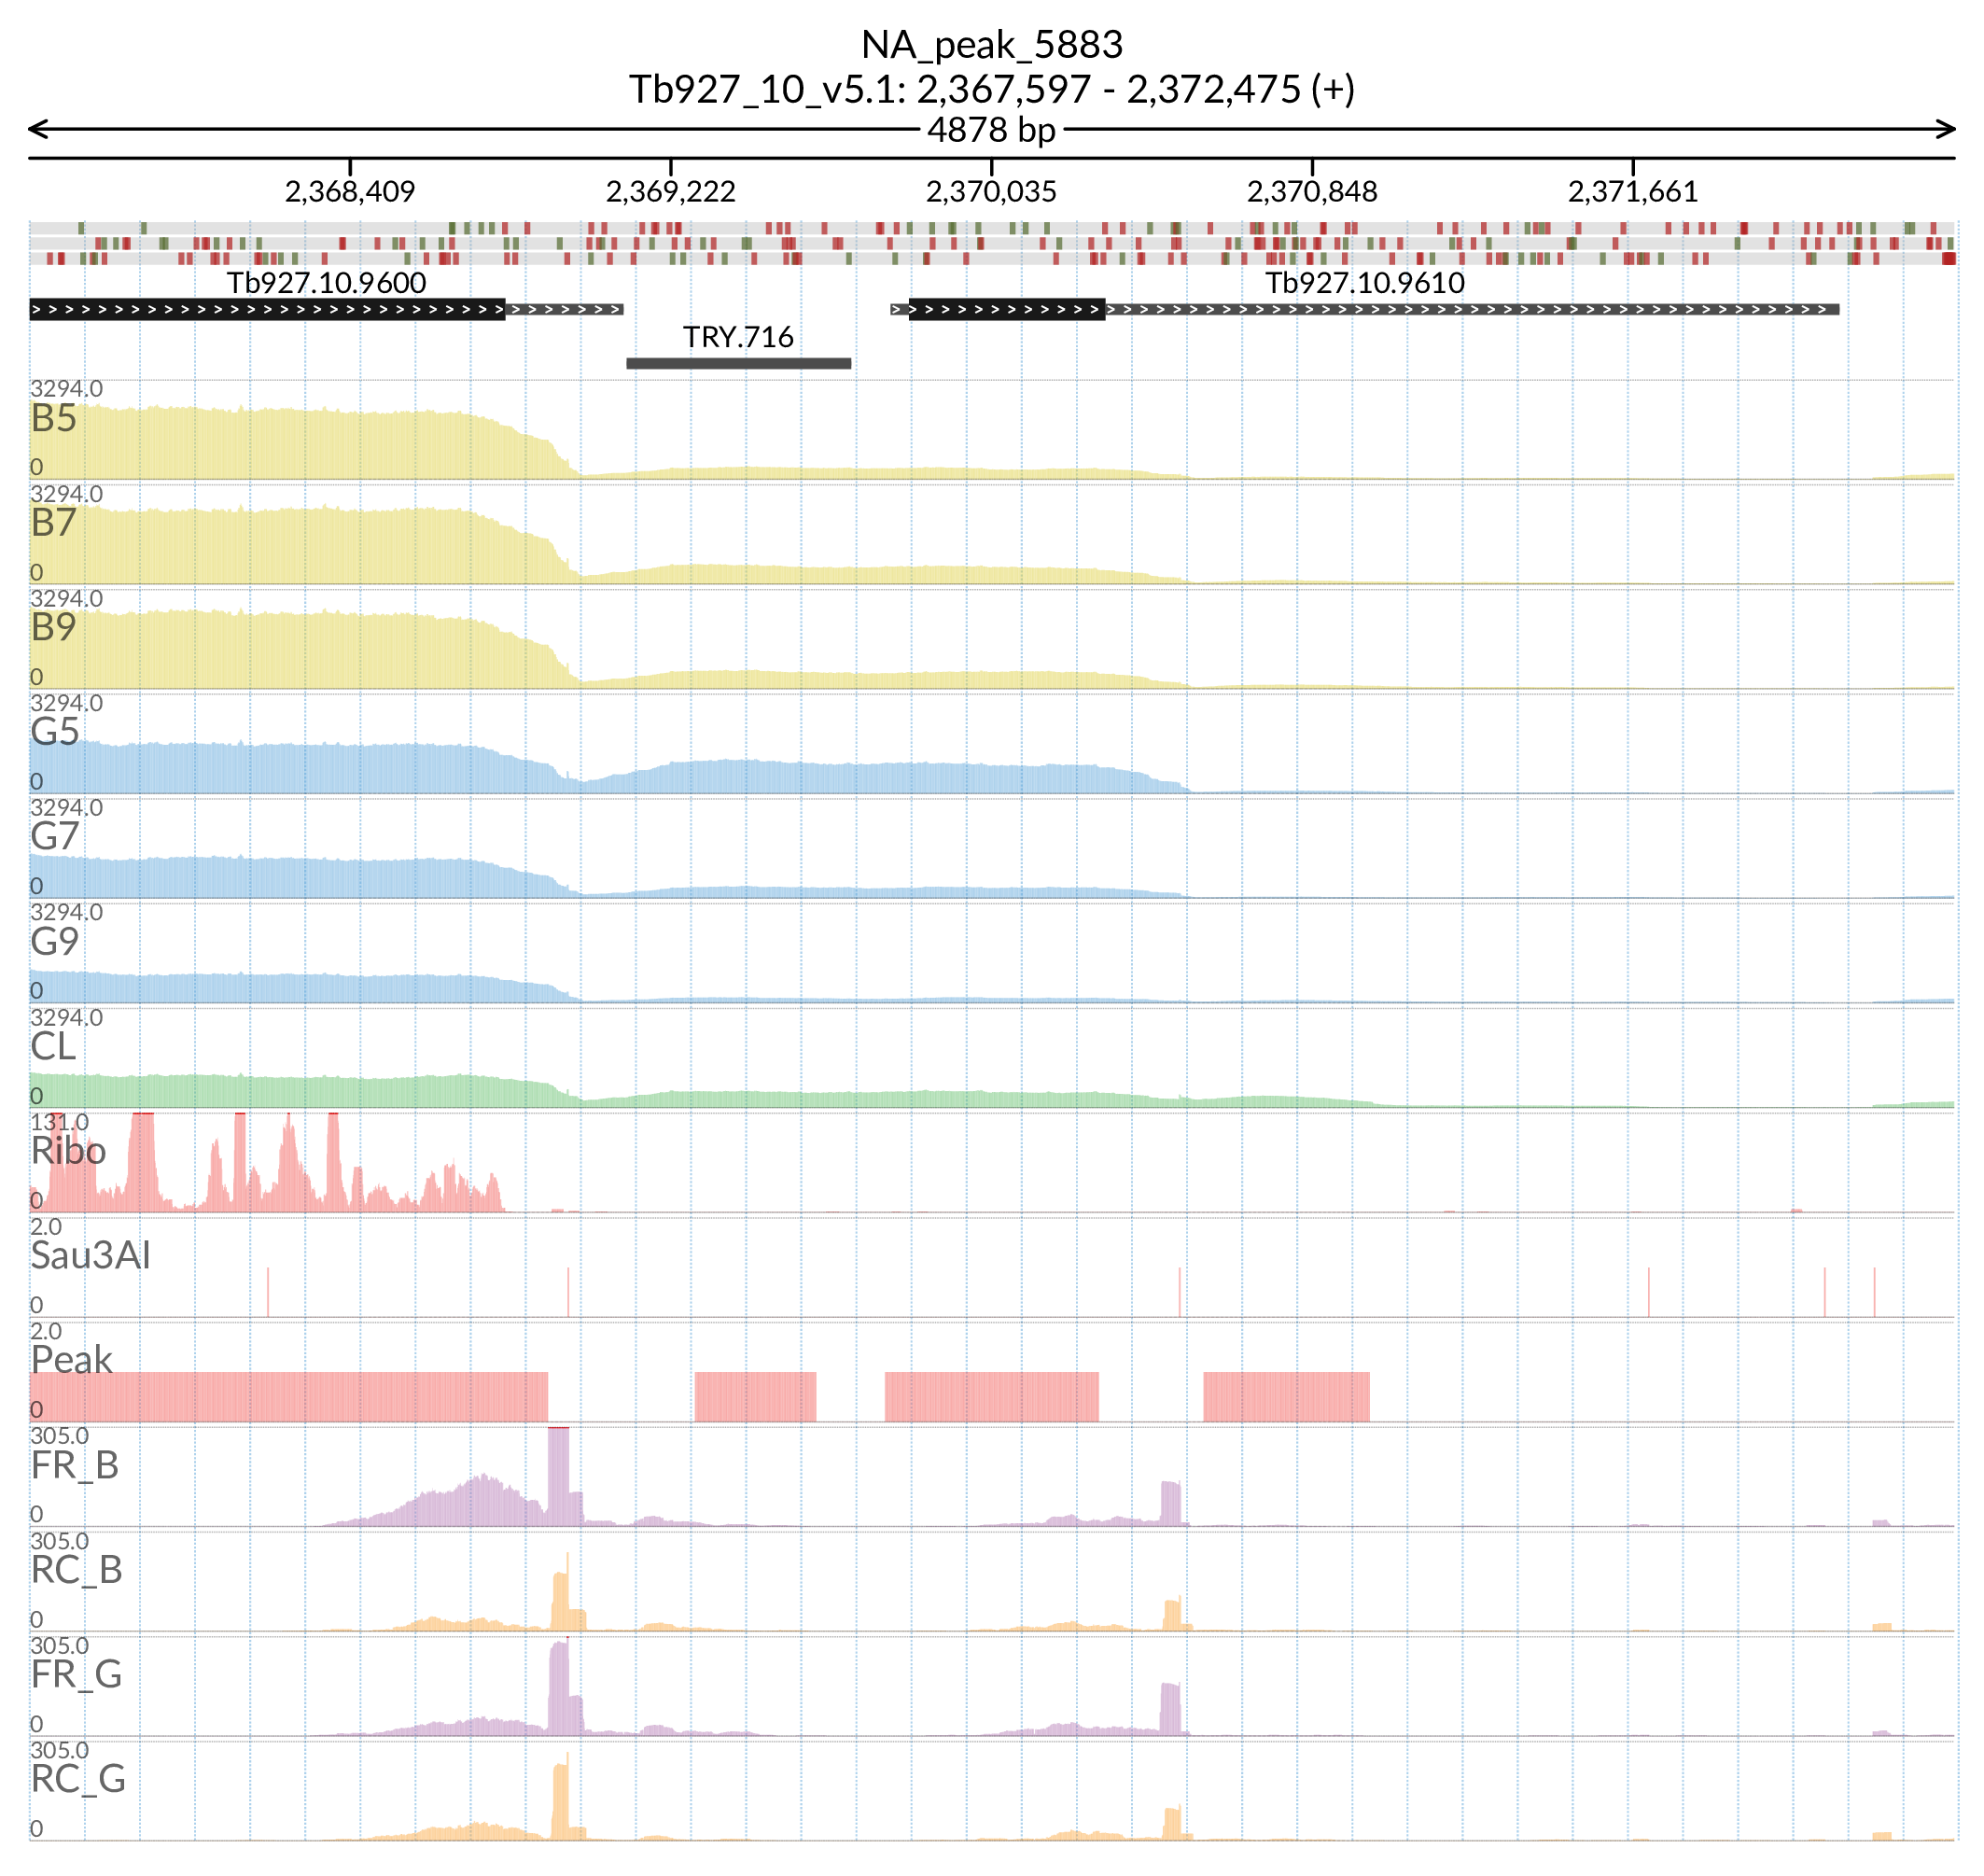 NA_peak_5883
Tb927_10_v5.1: 2,367,597 - 2,372,475 (+)
4878 bp
2,368,409 2,369,222 2,370,035 2,370,848 2,371,661
Tb927.10.9600 Tb927.10.9610
TRY.716
3294.0
B5
0
3294.0
B7
0
3294.0
B9
0
3294.0
G5
0
3294.0
G7
0
3294.0
G9
0
3294.0
CL
0
131.0
Ribo
0
2.0
Sau3AI
0
2.0
Peak
0
305.0
FR_B
0
305.0
RC_B
0
305.0
FR_G
0
305.0
RC_G
0